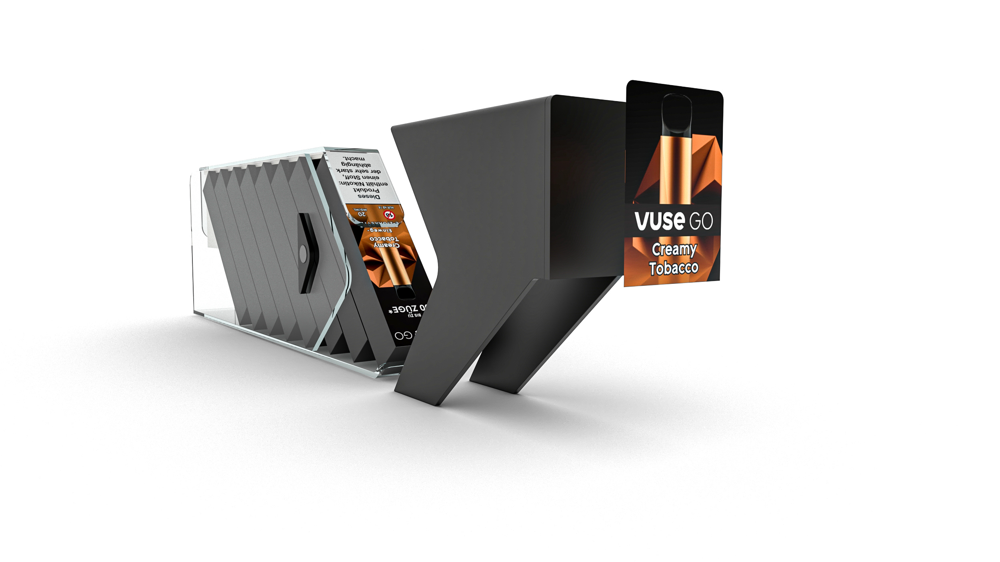 Dieses
Produkt
enthält Nikotin:
einen Stoff,
der sehr stark
abhängig
macht.
NUR AB 18
18
20
MG/ML
Einweg-
Creamy
Tobacco
BIS ZU
ZÜGE*
GO
VUSE GO
Creamy
Tobacco